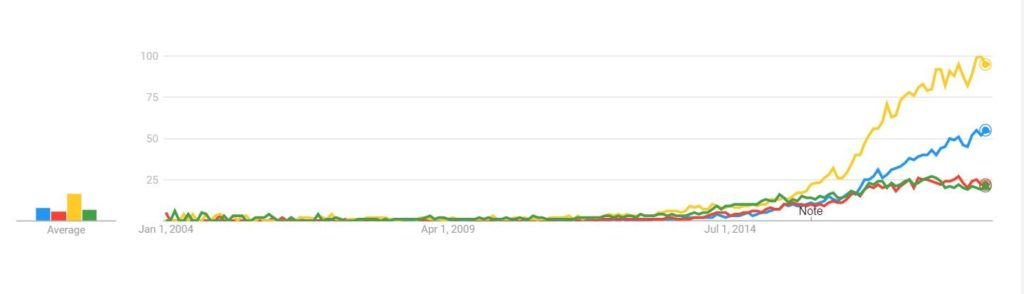 100
75
50
25
Note
Average
Jan 1, 2004
Apr 1, 2009
Jul 1, 2014